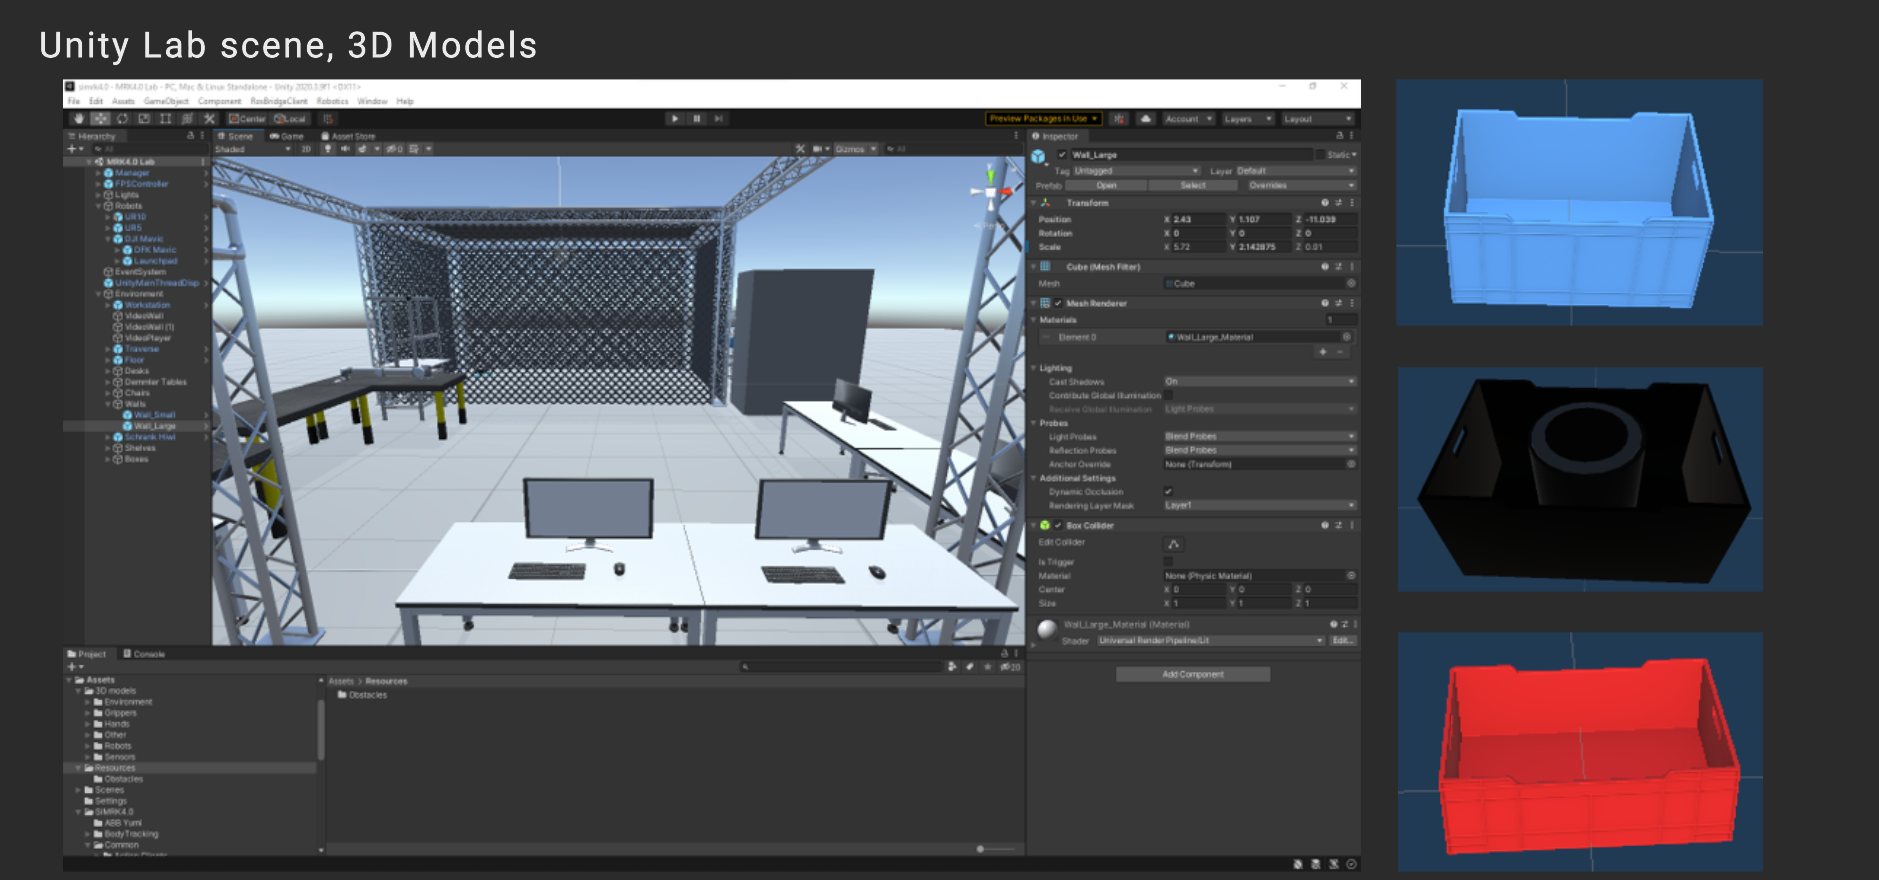 Unity Lab scene, 3D Models
simrk4.0 - MRK4.0 Lab - PC, Mac & Linux Standalone - Unity 2020.3.9f1 <DX11>
File Edit Assets GameObject Component RosBridgeClient Robotics Window Help
Center Local
Preview Packages in Use
Account
Layers
Layout
Hierarchy
All
MRK4.0 Lab
Manager
FPSController
Lights
Robots
UR10
UR5
DJI Mavic
DFK Mavic
Launchpad
EventSystem
UnityMainThreadDisp
Environment
Workstation
VideoWall
VideoWall (1)
VideoPlayer
Traverse
Floor
Desks
Demmler Tables
Chairs
Walls
Wall_Small
Wall_Large
Schrank Hiwi
Shelves
Boxes
Scene Game Asset Store
Shaded 2D 0 Gizmos All
Inspector
Wall_Large Static
Tag Untagged Layer Default
Prefab Open Select Overrides
Transform
Position X 2.43 Y 1.107 Z -11.039
Rotation X 0 Y 0 Z 0
Scale X 5.72 Y 2.142875 Z 0.01
Cube (Mesh Filter)
Mesh Cube
Mesh Renderer
Materials 1
Element 0 Wall_Large_Material
Lighting
Cast Shadows On
Contribute Global Illumination
Receive Global Illumination Light Probes
Probes
Light Probes Blend Probes
Reflection Probes Blend Probes
Anchor Override None (Transform)
Additional Settings
Dynamic Occlusion
Rendering Layer Mask Layer1
Box Collider
Edit Collider
Is Trigger
Material None (Physic Material)
Center X 0 Y 0 Z 0
Size X 1 Y 1 Z 1
Wall_Large_Material (Material)
Shader Universal Render Pipeline/Lit Edit...
Add Component
Project Console
20
Assets
3D models
Environment
Grippers
Hands
Other
Robots
Sensors
Resources
Obstacles
Scenes
Settings
SiMRK4.0
ABB Yumi
BodyTracking
Common
Action Clients
Assets > Resources
Obstacles